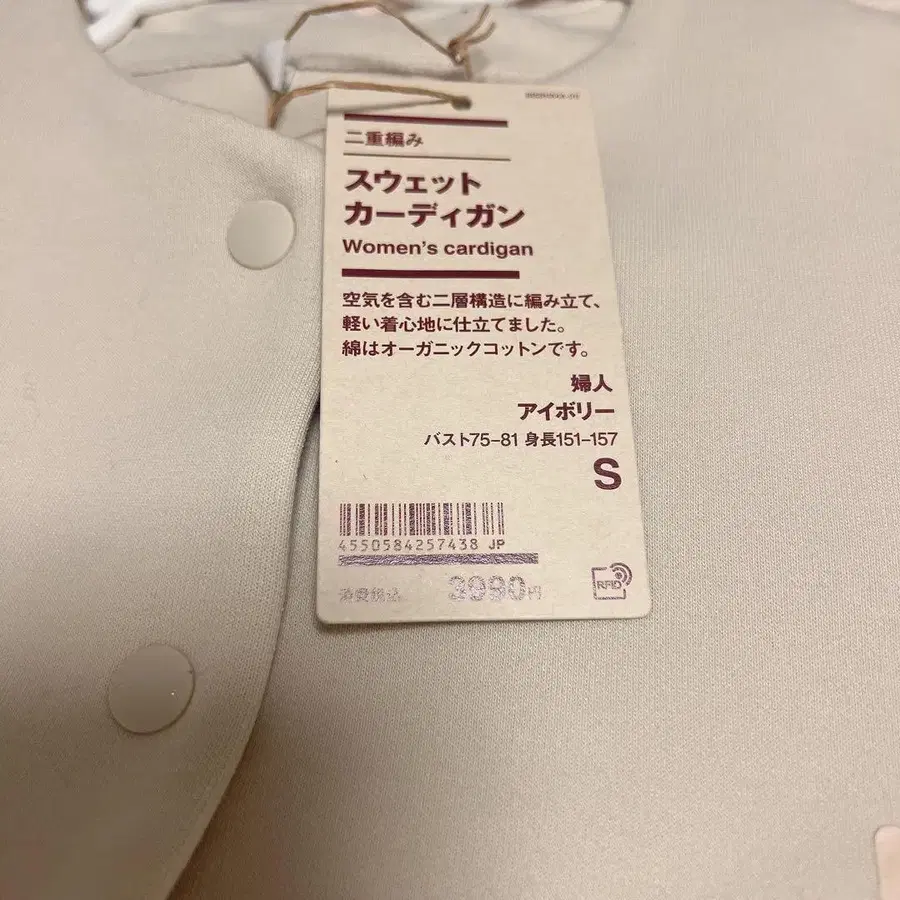 二重編み
スウェット
カーディガン
Women's cardigan
空気を含む二層構造に編み立て、
軽い着心地に仕立てました。
綿はオーガニックコットンです。
婦人
アイボリー
バスト75-81 身長151-157
S
4550584257438 JP
消費税込 3990円
RFID